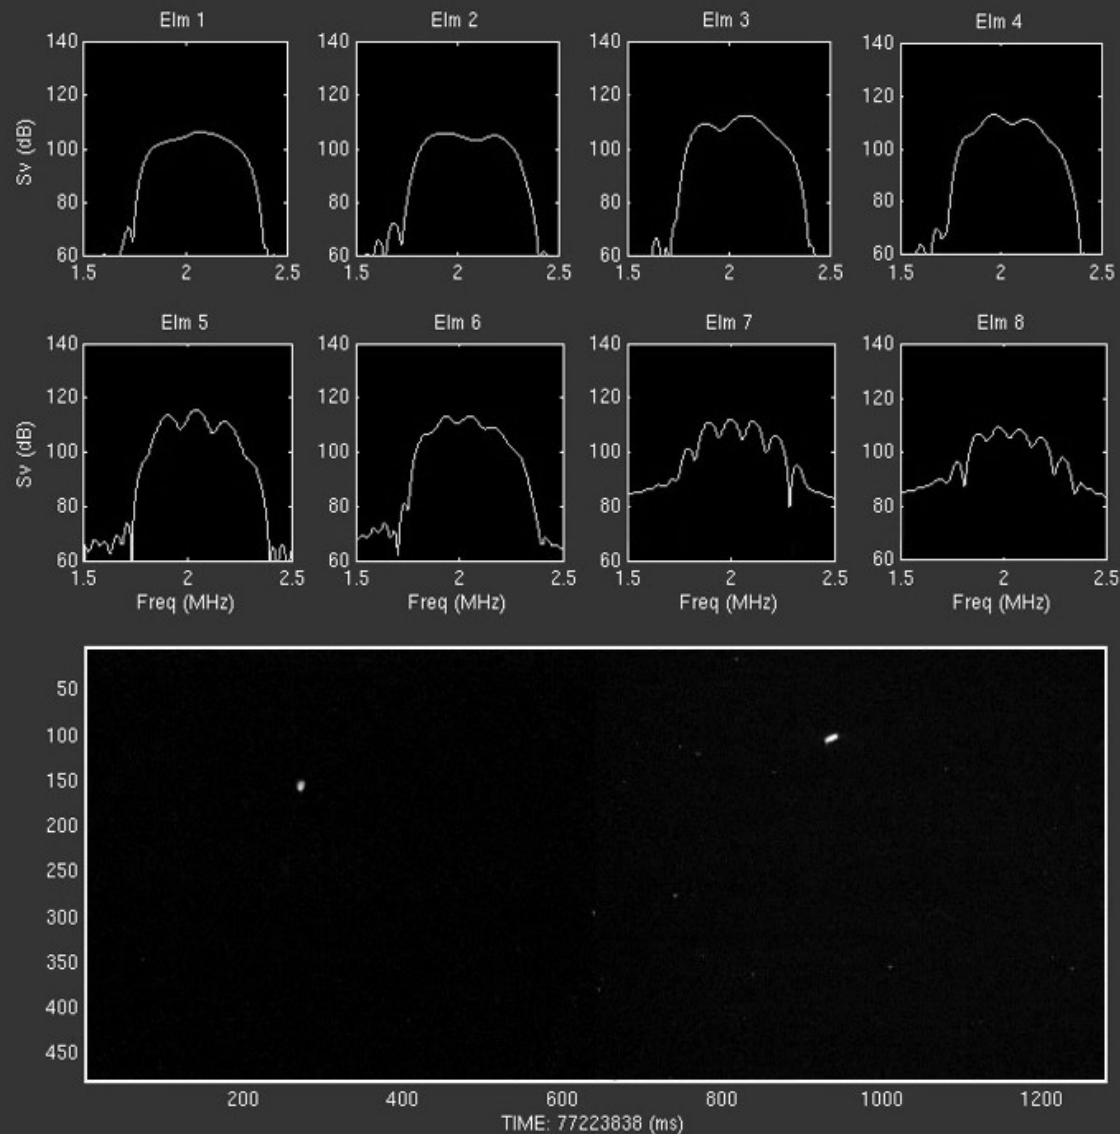 Elm 1 Elm 2 Elm 3 Elm 4
140 140 140 140
120 120 120 120
Sv (dB) 100 100 100 100
80 80 80 80
60 60 60 60
1.5 2 2.5 1.5 2 2.5 1.5 2 2.5 1.5 2 2.5
Elm 5 Elm 6 Elm 7 Elm 8
140 140 140 140
120 120 120 120
Sv (dB) 100 100 100 100
80 80 80 80
60 60 60 60
1.5 2 2.5 1.5 2 2.5 1.5 2 2.5 1.5 2 2.5
Freq (MHz) Freq (MHz) Freq (MHz) Freq (MHz)
50
100
150
200
250
300
350
400
450
200 400 600 800 1000 1200
TIME: 77223838 (ms)